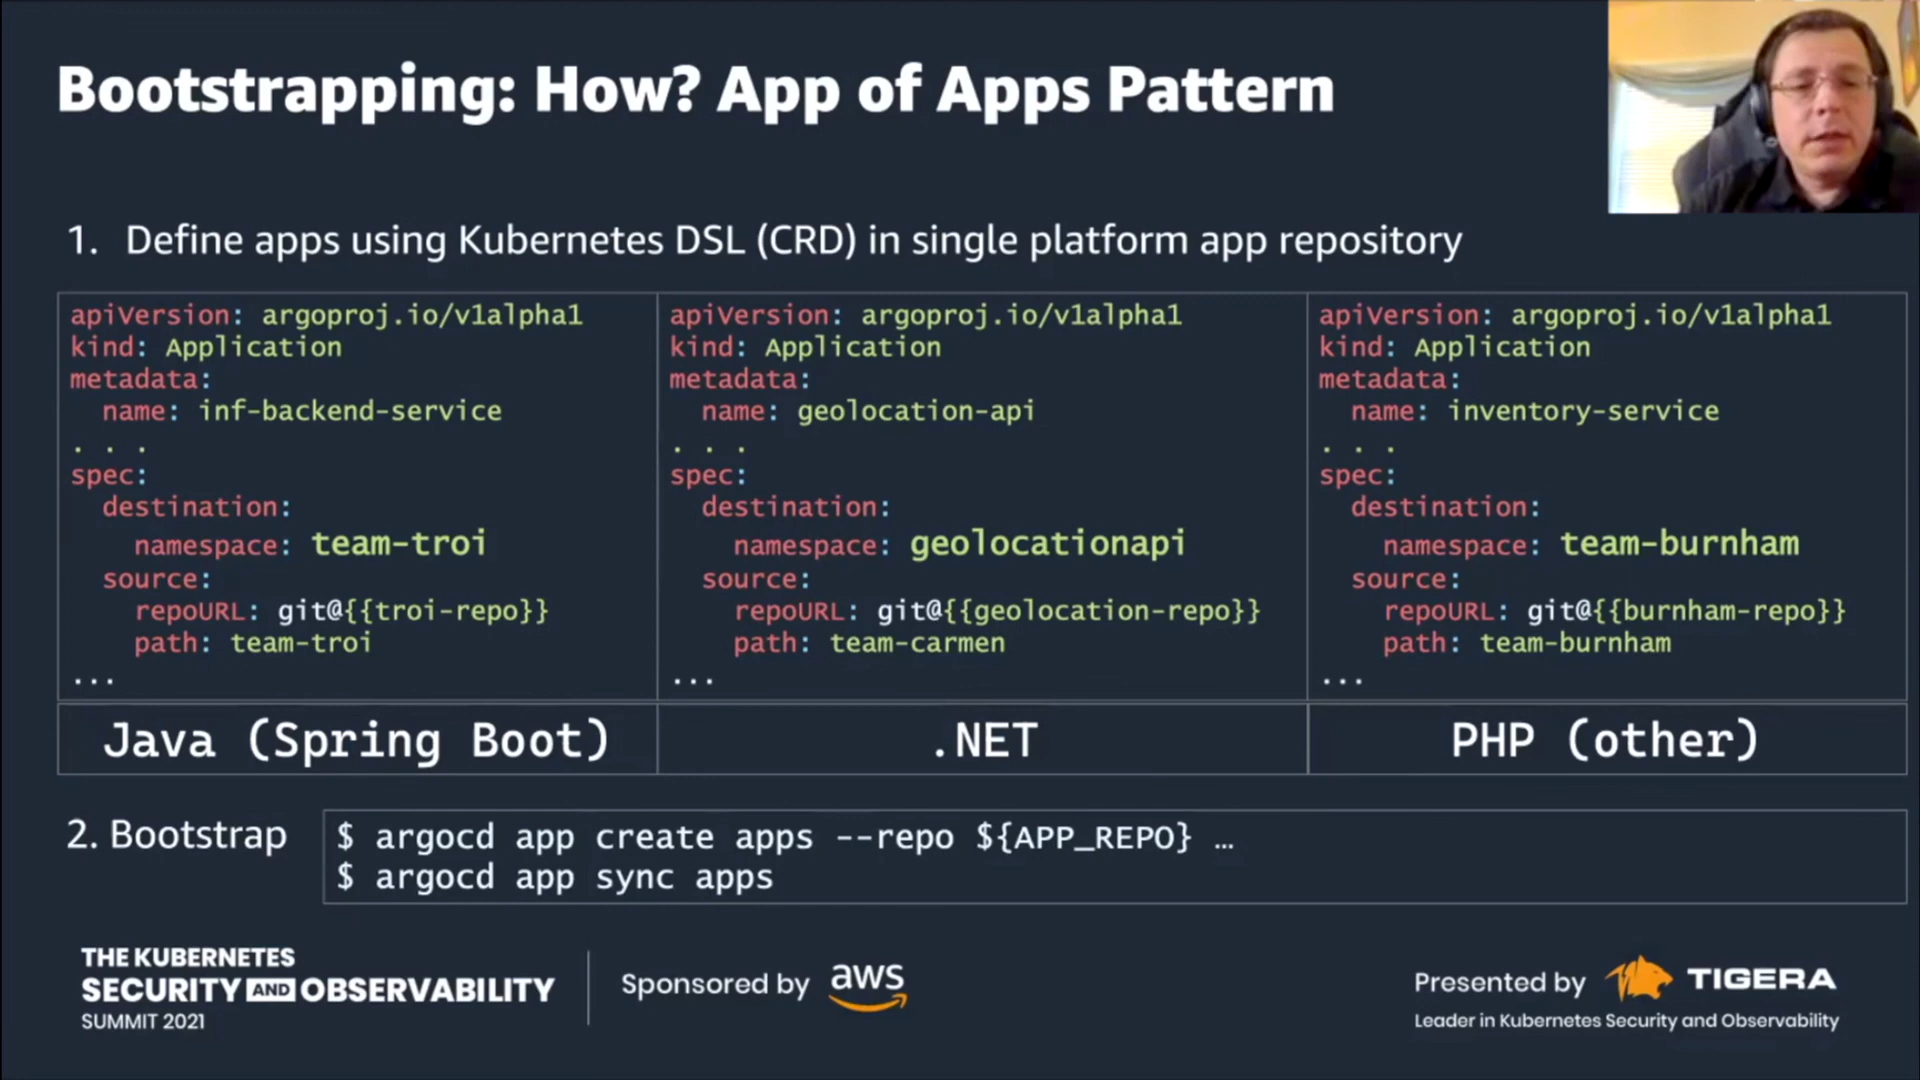 Bootstrapping: How? App of Apps Pattern
1. Define apps using Kubernetes DSL (CRD) in single platform app repository
apiVersion: argoproj.io/v1alpha1
kind: Application
metadata:
  name: inf-backend-service
. . .
spec:
  destination:
    namespace: team-troi
  source:
    repoURL: git@{{troi-repo}}
    path: team-troi
...
Java (Spring Boot)
apiVersion: argoproj.io/v1alpha1
kind: Application
metadata:
  name: geolocation-api
. . .
spec:
  destination:
    namespace: geolocationapi
  source:
    repoURL: git@{{geolocation-repo}}
    path: team-carmen
...
.NET
apiVersion: argoproj.io/v1alpha1
kind: Application
metadata:
  name: inventory-service
. . .
spec:
  destination:
    namespace: team-burnham
  source:
    repoURL: git@{{burnham-repo}}
    path: team-burnham
...
PHP (other)
2. Bootstrap
$ argocd app create apps --repo ${APP_REPO} …
$ argocd app sync apps
THE KUBERNETES
SECURITY AND OBSERVABILITY
SUMMIT 2021
Sponsored by aws
Presented by TIGERA
Leader in Kubernetes Security and Observability